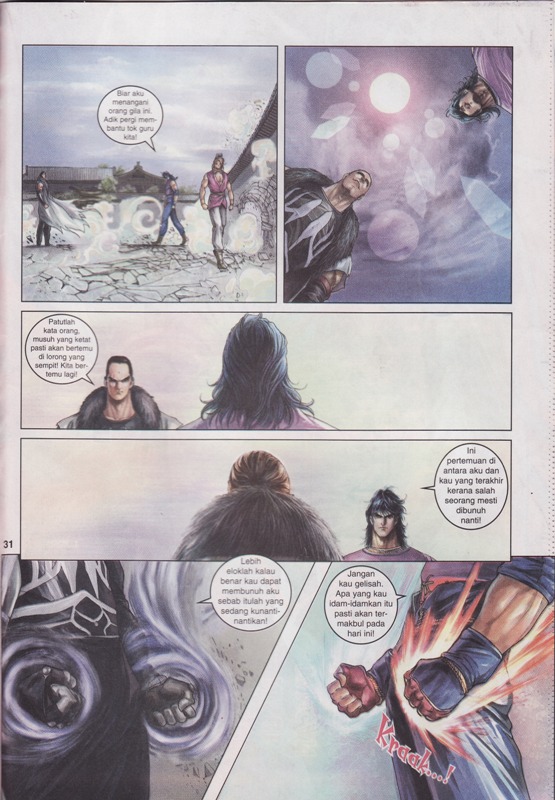 Biar aku
menangani
orang gila ini.
Adik pergi mem-
bantu tok guru
kita!
Patutlah
kata orang,
musuh yang ketat
pasti akan bertemu
di lorong yang
sempit! Kita ber-
temu lagi!
Ini
pertemuan di
antara aku dan
kau yang terakhir
kerana salah
seorang mesti
dibunuh
nanti!
31
Lebih
eloklah kalau
benar kau dapat
membunuh aku
sebab itulah yang
sedang kunanti-
nantikan!
Jangan
kau gelisah.
Apa yang kau
idam-idamkan itu
pasti akan ter-
makbul pada
hari ini!
Kraak...!